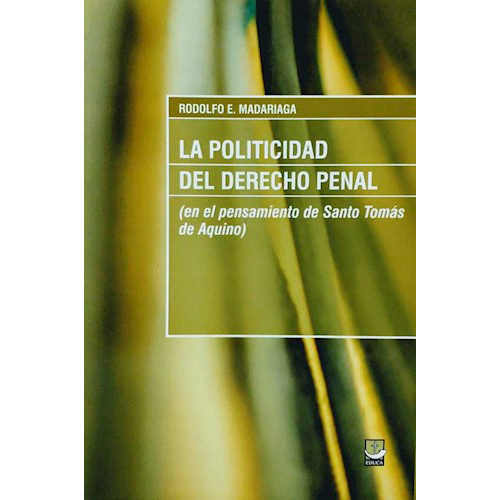 RODOLFO E. MADARIAGA
LA POLITICIDAD
DEL DERECHO PENAL
(en el pensamiento de Santo Tomás
de Aquino)
EDUCA